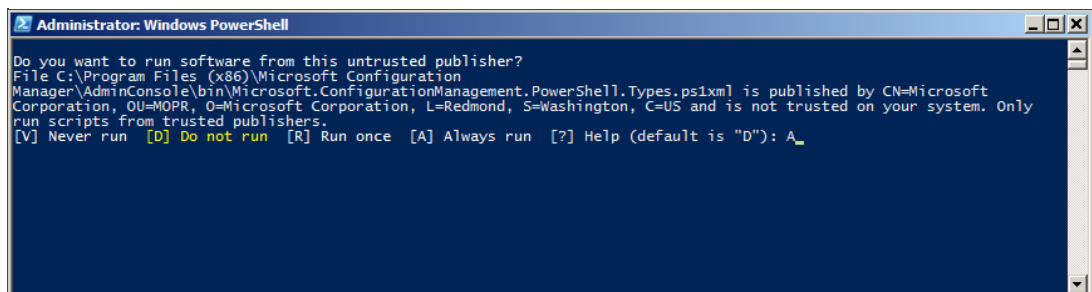 Administrator: Windows PowerShell
Do you want to run software from this untrusted publisher?
File C:\Program Files (x86)\Microsoft Configuration
Manager\AdminConsole\bin\Microsoft.ConfigurationManagement.PowerShell.Types.ps1xml is published by CN=Microsoft
Corporation, OU=MOPR, O=Microsoft Corporation, L=Redmond, S=Washington, C=US and is not trusted on your system. Only
run scripts from trusted publishers.
[V] Never run  [D] Do not run  [R] Run once  [A] Always run  [?] Help (default is "D"): A_